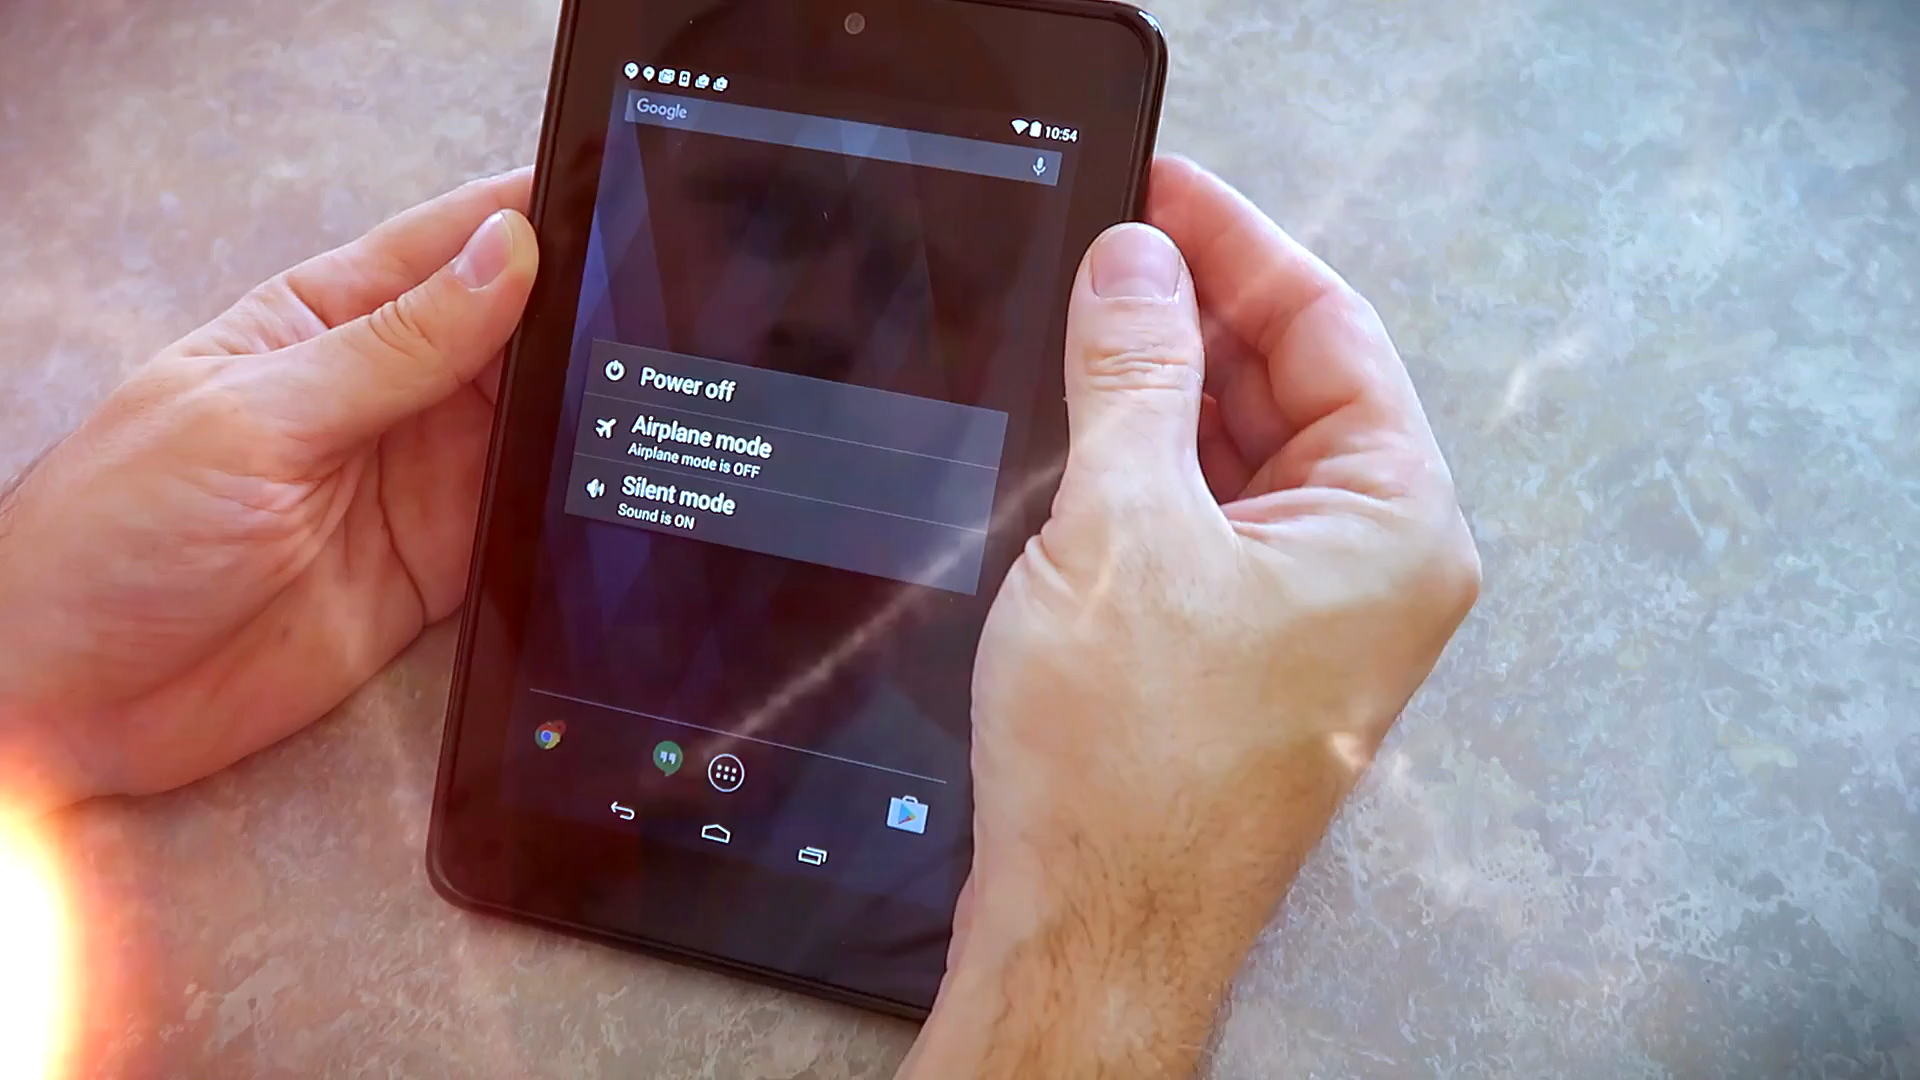 10:54
Google
Power off
Airplane mode
Airplane mode is OFF
Silent mode
Sound is ON